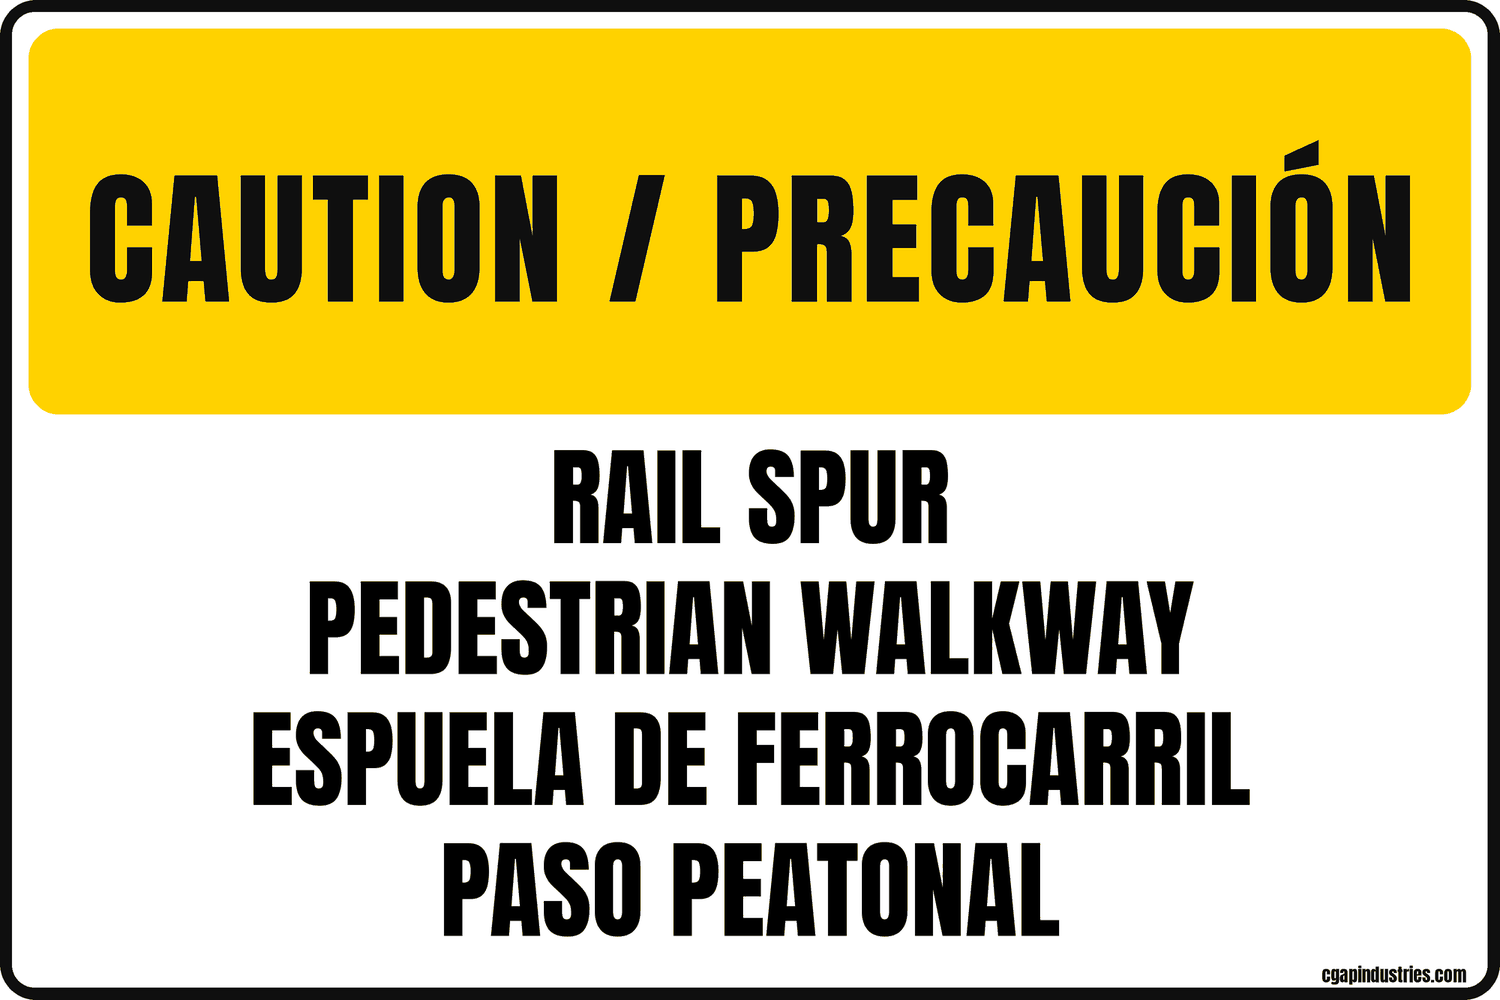 CAUTION / PRECAUCIÓN
RAIL SPUR
PEDESTRIAN WALKWAY
ESPUELA DE FERROCARRIL
PASO PEATONAL
cgapindustries.com